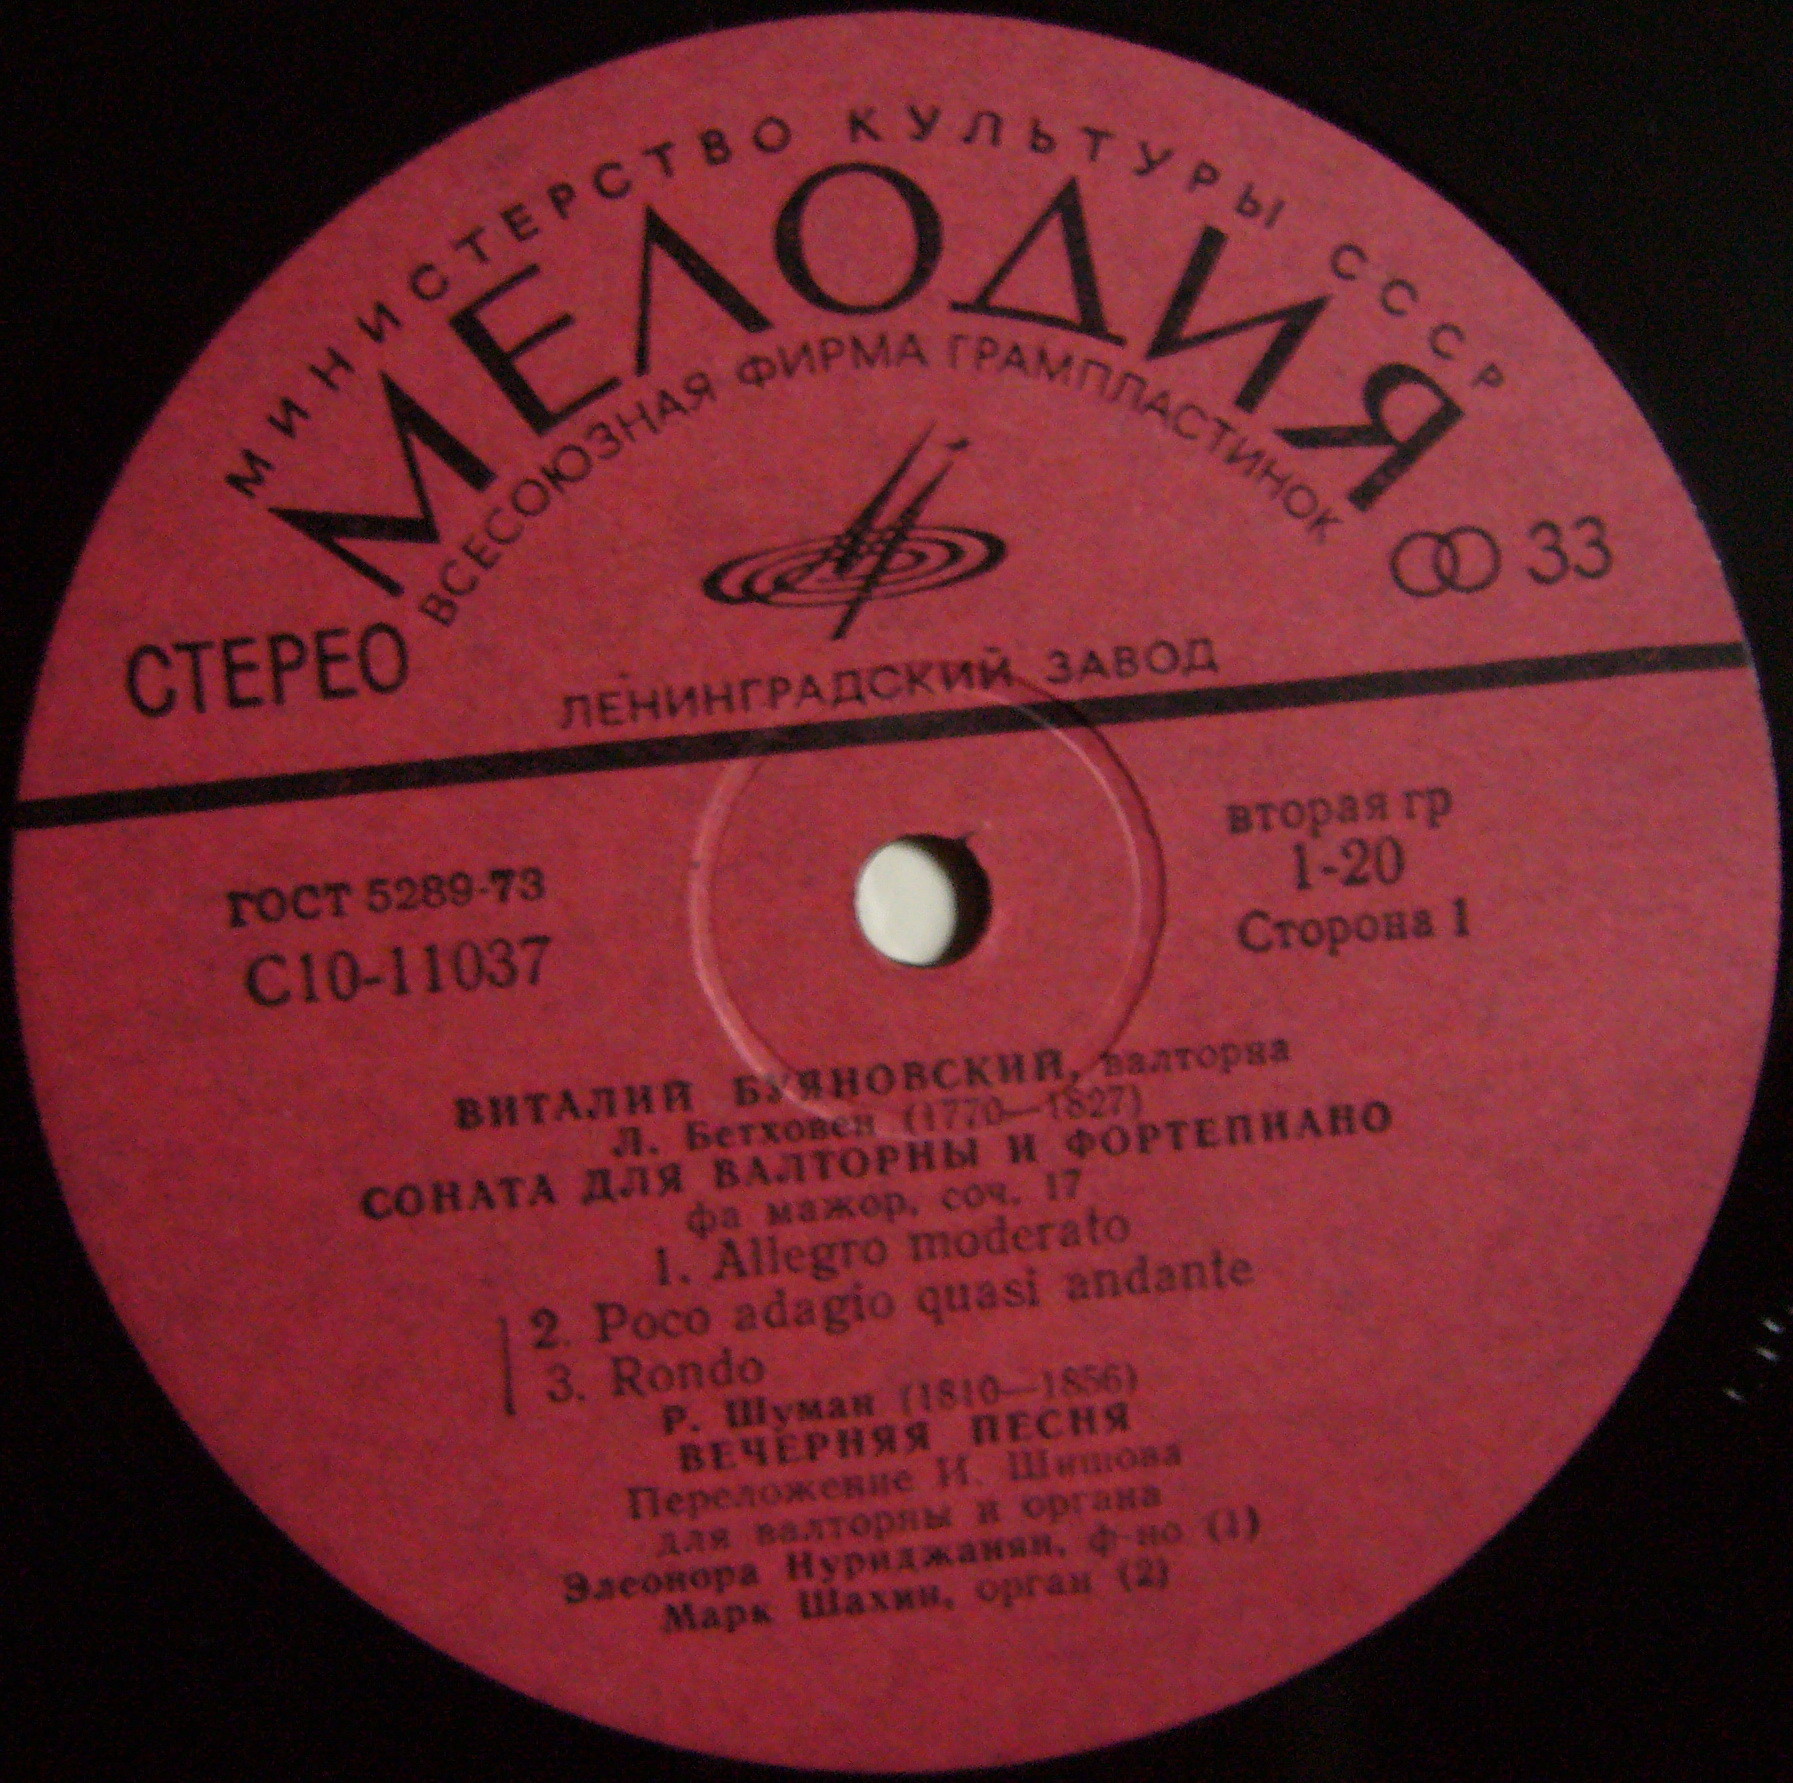 МИНИСТЕРСТВО КУЛЬТУРЫ СССР
МЕЛОДИЯ
ВСЕСОЮЗНАЯ ФИРМА ГРАМПЛАСТИНОК
33
СТЕРЕО
ЛЕНИНГРАДСКИЙ ЗАВОД
ГОСТ 5289-73
С10-11037
вторая гр
1-20
Сторона 1
ВИТАЛИЙ БУЯНОВСКИЙ, валторна
Л. Бетховен (1770—1827)
СОНАТА ДЛЯ ВАЛТОРНЫ И ФОРТЕПИАНО
фа мажор, соч. 17
1. Allegro moderato
2. Poco adagio quasi andante
3. Rondo
Р. Шуман (1810—1856)
ВЕЧЕРНЯЯ ПЕСНЯ
Переложение И. Шишова
для валторны и органа
Элеонора Нуриджанян, ф-но (1)
Марк Шахин, орган (2)